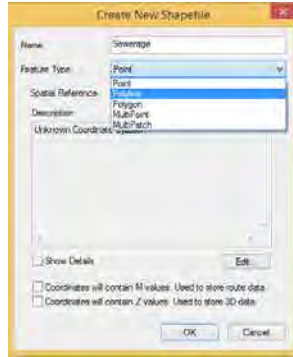 Create New Shapefile
Name: Sewerage
Feature Type: Point
Point
Polyline
Spatial Reference
Polygon
MultiPoint
Description:
MultiPatch
Unknown Coordinate System
Show Details
Edit...
Coordinates will contain M values. Used to store route data.
Coordinates will contain Z values. Used to store 3D data.
OK
Cancel